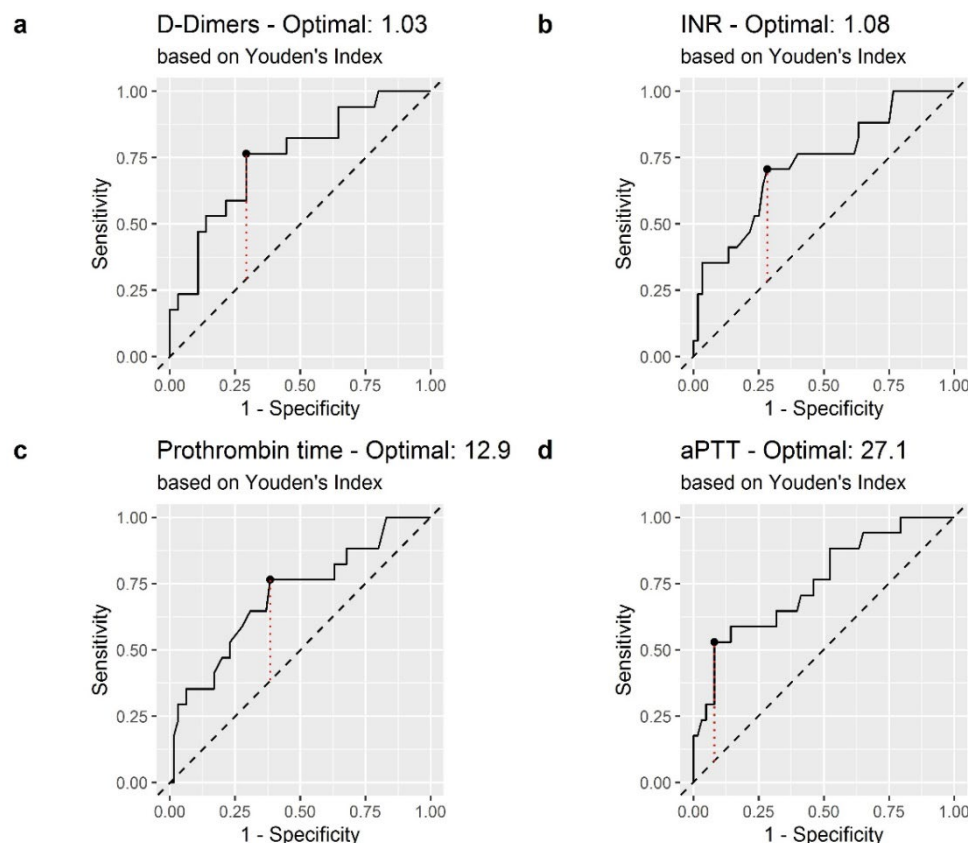 a
D-Dimers - Optimal: 1.03
based on Youden's Index
1.00
0.75
0.50
0.25
0.00
Sensitivity
0.00 0.25 0.50 0.75 1.00
1 - Specificity
b
INR - Optimal: 1.08
based on Youden's Index
1.00
0.75
0.50
0.25
0.00
Sensitivity
0.00 0.25 0.50 0.75 1.00
1 - Specificity
c
Prothrombin time - Optimal: 12.9
based on Youden's Index
1.00
0.75
0.50
0.25
0.00
Sensitivity
0.00 0.25 0.50 0.75 1.00
1 - Specificity
d
aPTT - Optimal: 27.1
based on Youden's Index
1.00
0.75
0.50
0.25
0.00
Sensitivity
0.00 0.25 0.50 0.75 1.00
1 - Specificity